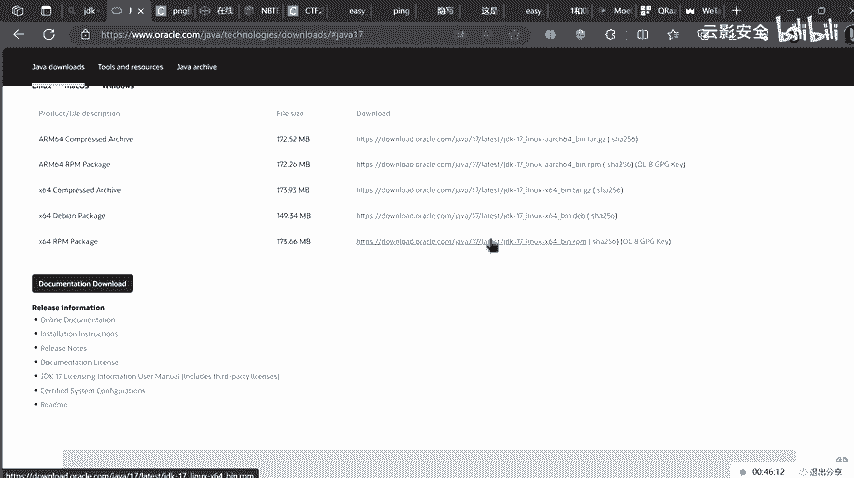 jdk
J
png
在线
NBT
CTF
easy
ping
这是
easy
Moe
QRa
We
https://www.oracle.com/java/technologies/downloads/#java17
云影安全
bilibili
Java downloads Tools and resources Java archive
Linux macOS Windows
Product/file description File size Download
ARM64 Compressed Archive 172.52 MB https://download.oracle.com/java/17/latest/jdk-17_linux-aarch64_bin.tar.gz ( sha256)
ARM64 RPM Package 172.26 MB https://download.oracle.com/java/17/latest/jdk-17_linux-aarch64_bin.rpm ( sha256) (OL 8 GPG Key)
x64 Compressed Archive 173.93 MB https://download.oracle.com/java/17/latest/jdk-17_linux-x64_bin.tar.gz ( sha256)
x64 Debian Package 149.34 MB https://download.oracle.com/java/17/latest/jdk-17_linux-x64_bin.deb ( sha256)
x64 RPM Package 173.66 MB https://download.oracle.com/java/17/latest/jdk-17_linux-x64_bin.rpm ( sha256) (OL 8 GPG Key)
Documentation Download
Release information
Online Documentation
Installation Instructions
Release Notes
Documentation License
JDK 17 Licensing Information User Manual (includes third-party licenses)
Certified System Configurations
Readme
https://download.oracle.com/java/17/latest/jdk-17_linux-x64_bin.rpm
00:46:12 退出分享